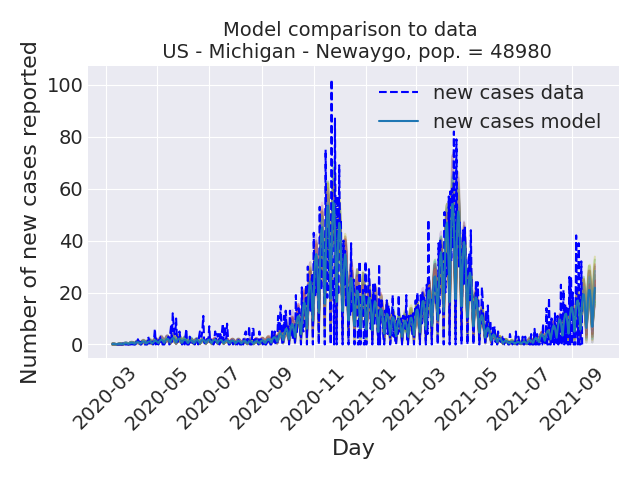 Model comparison to data
US - Michigan - Newaygo, pop. = 48980
Number of new cases reported
100
80
60
40
20
0
new cases data
new cases model
2020-03
2020-05
2020-07
2020-09
2020-11
2021-01
2021-03
2021-05
2021-07
2021-09
Day